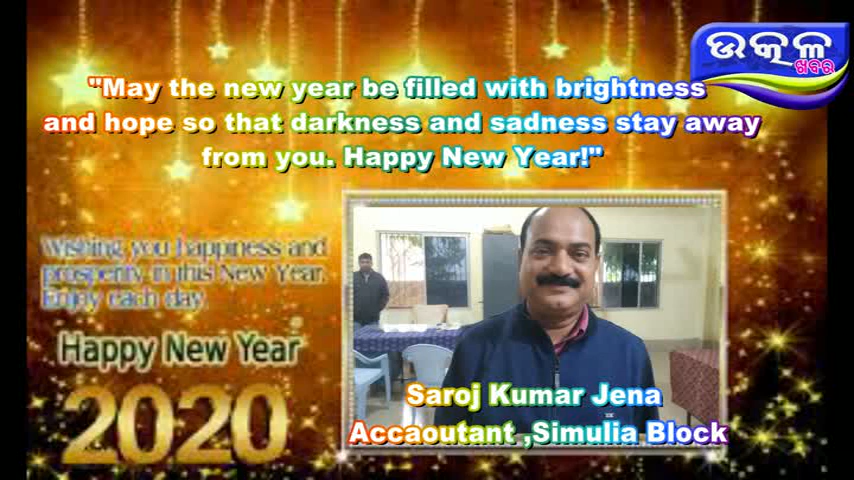 ଉତ୍କଳ
ଖବର
"May the new year be filled with brightness
and hope so that darkness and sadness stay away
from you. Happy New Year!"
Wishing you happiness and
prosperity in this New Year.
Enjoy each day
Happy New Year
2020
Saroj Kumar Jena
Accaoutant ,Simulia Block